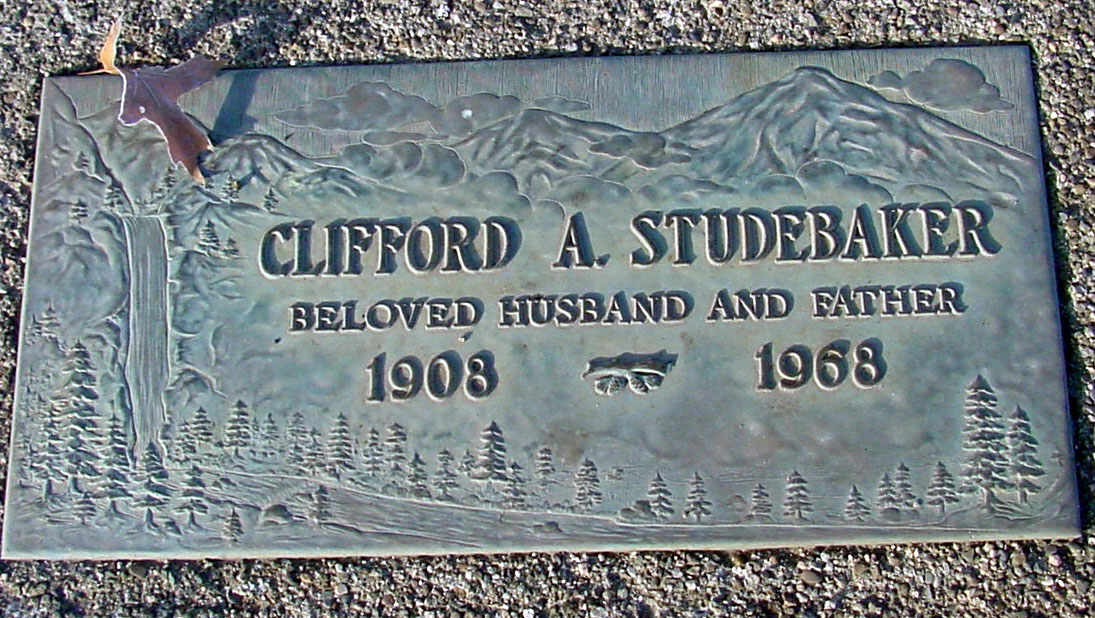 CLIFFORD A. STUDEBAKER
BELOVED HUSBAND AND FATHER
1908 1968